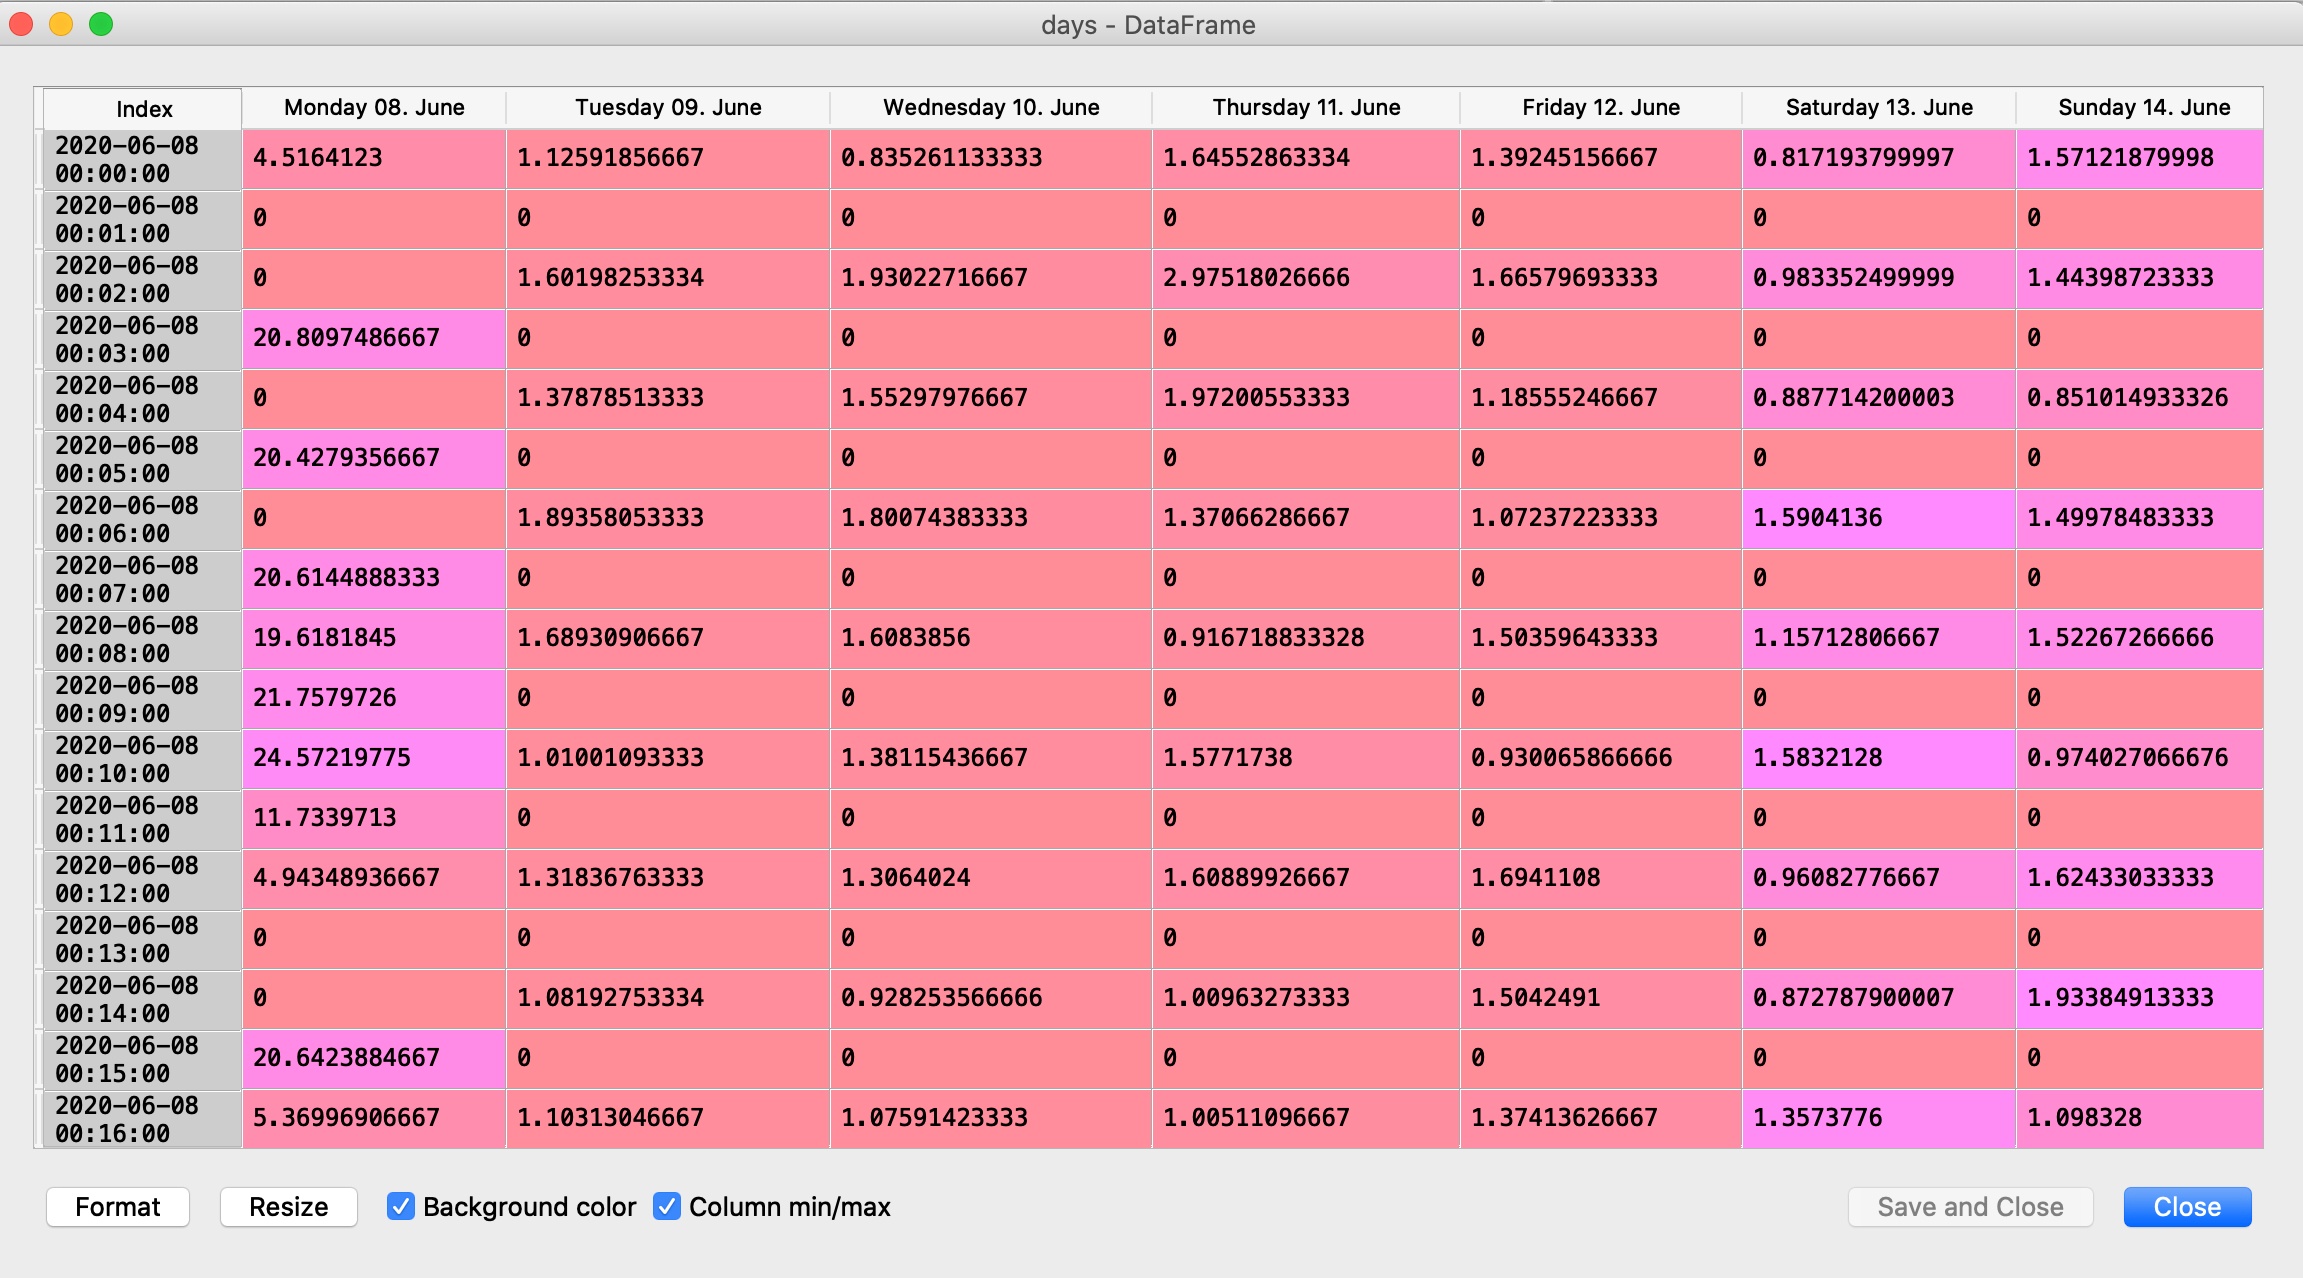 days - DataFrame
Index Monday 08. June Tuesday 09. June Wednesday 10. June Thursday 11. June Friday 12. June Saturday 13. June Sunday 14. June
2020-06-08 00:00:00 4.5164123 1.12591856667 0.835261133333 1.64552863334 1.39245156667 0.817193799997 1.57121879998
2020-06-08 00:01:00 0 0 0 0 0 0 0
2020-06-08 00:02:00 0 1.60198253334 1.93022716667 2.97518026666 1.66579693333 0.983352499999 1.44398723333
2020-06-08 00:03:00 20.8097486667 0 0 0 0 0 0
2020-06-08 00:04:00 0 1.37878513333 1.55297976667 1.97200553333 1.18555246667 0.887714200003 0.851014933326
2020-06-08 00:05:00 20.4279356667 0 0 0 0 0 0
2020-06-08 00:06:00 0 1.89358053333 1.80074383333 1.37066286667 1.07237223333 1.5904136 1.49978483333
2020-06-08 00:07:00 20.6144888333 0 0 0 0 0 0
2020-06-08 00:08:00 19.6181845 1.68930906667 1.6083856 0.916718833328 1.50359643333 1.15712806667 1.52267266666
2020-06-08 00:09:00 21.7579726 0 0 0 0 0 0
2020-06-08 00:10:00 24.57219775 1.01001093333 1.38115436667 1.5771738 0.930065866666 1.5832128 0.974027066676
2020-06-08 00:11:00 11.7339713 0 0 0 0 0 0
2020-06-08 00:12:00 4.94348936667 1.31836763333 1.3064024 1.60889926667 1.6941108 0.96082776667 1.62433033333
2020-06-08 00:13:00 0 0 0 0 0 0 0
2020-06-08 00:14:00 0 1.08192753334 0.928253566666 1.00963273333 1.5042491 0.872787900007 1.93384913333
2020-06-08 00:15:00 20.6423884667 0 0 0 0 0 0
2020-06-08 00:16:00 5.36996906667 1.10313046667 1.07591423333 1.00511096667 1.37413626667 1.3573776 1.098328
Format Resize Background color Column min/max Save and Close Close